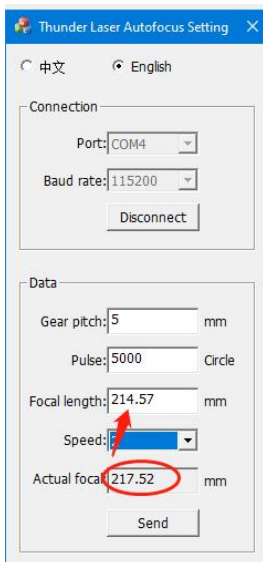 Thunder Laser Autofocus Setting
中文 English
Connection
Port: COM4
Baud rate: 115200
Disconnect
Data
Gear pitch: 5 mm
Pulse: 5000 Circle
Focal length: 214.57 mm
Speed:
Actual focal 217.52 mm
Send